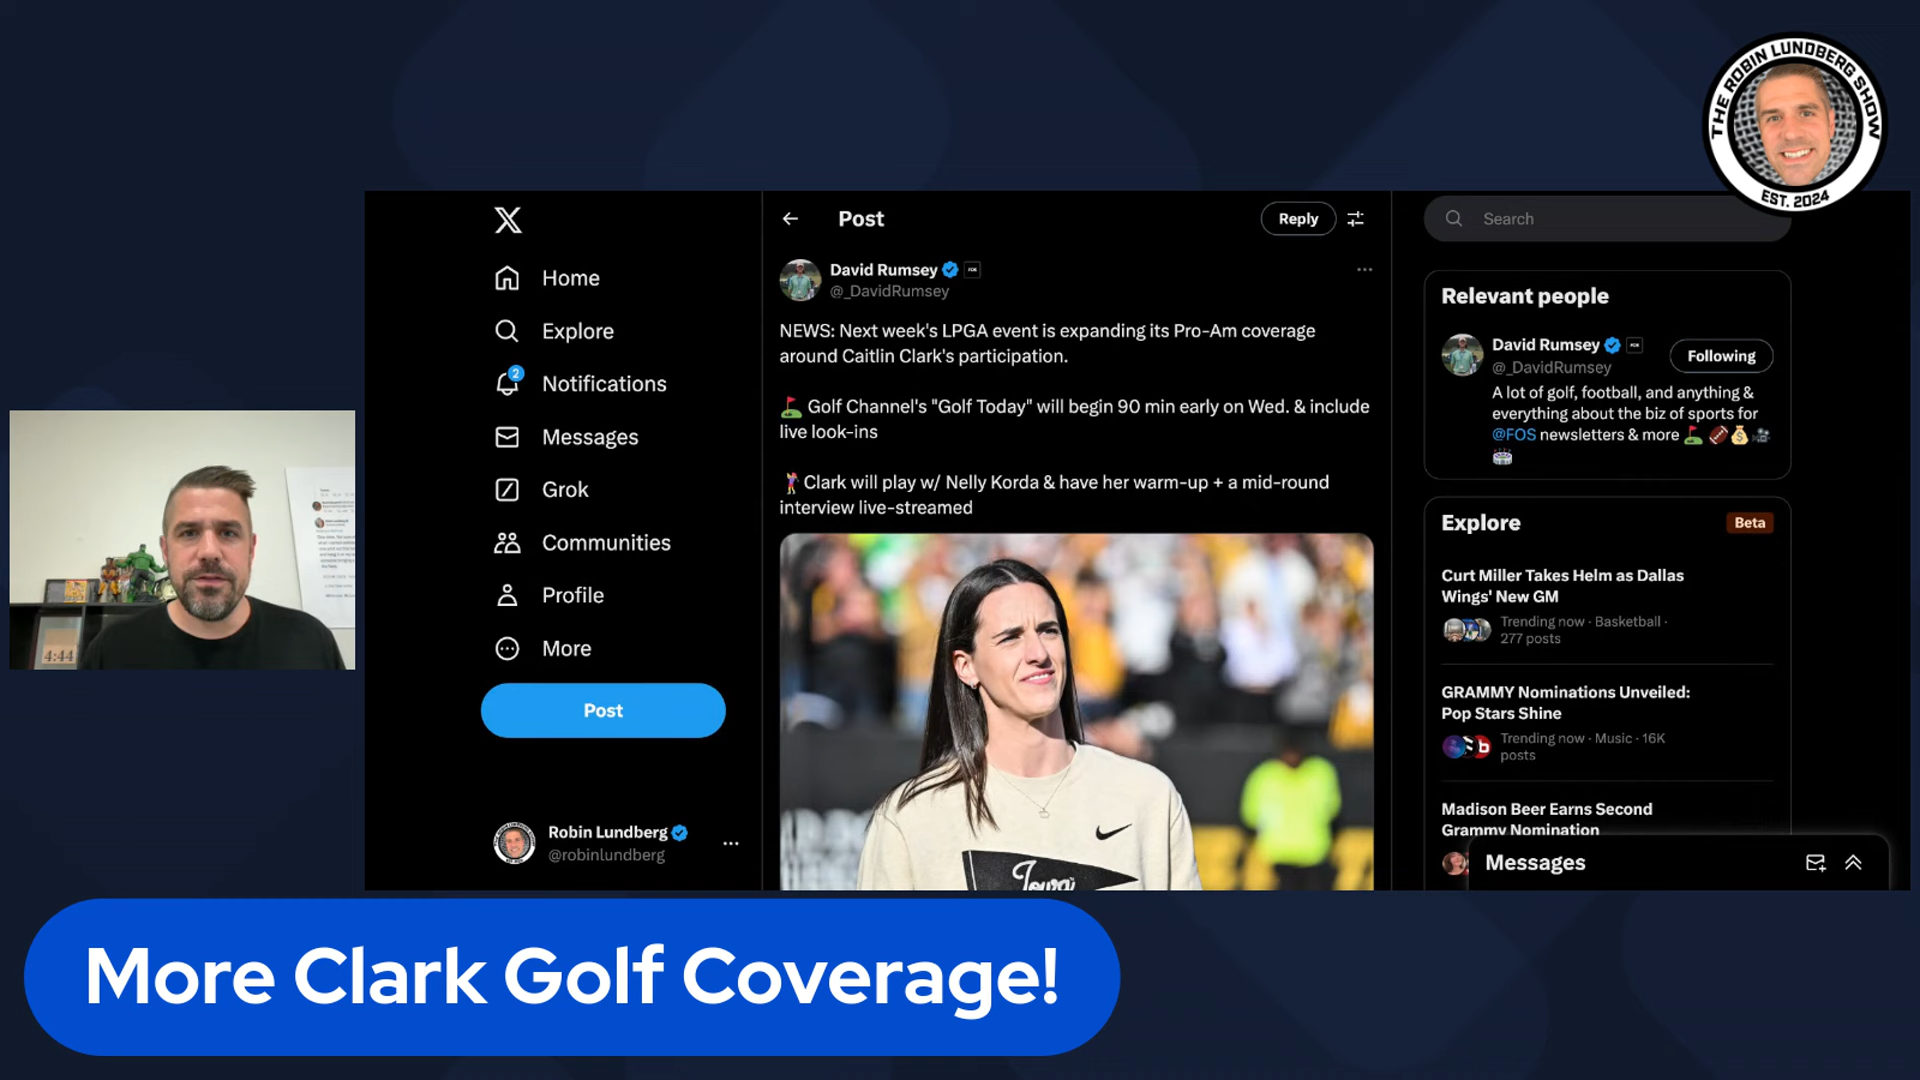 THE ROBIN LUNDBERG SHOW
EST. 2024
Home
Explore
2
Notifications
Messages
Grok
Communities
Profile
More
Post
Robin Lundberg
@robinlundberg
Post
Reply
David Rumsey
@_DavidRumsey
NEWS: Next week's LPGA event is expanding its Pro-Am coverage
around Caitlin Clark's participation.
Golf Channel's "Golf Today" will begin 90 min early on Wed. & include
live look-ins
Clark will play w/ Nelly Korda & have her warm-up + a mid-round
interview live-streamed
Iowa
Search
Relevant people
David Rumsey
Following
@_DavidRumsey
A lot of golf, football, and anything &
everything about the biz of sports for
@FOS newsletters & more
Explore
Beta
Curt Miller Takes Helm as Dallas
Wings' New GM
Trending now · Basketball ·
277 posts
GRAMMY Nominations Unveiled:
Pop Stars Shine
Trending now · Music · 16K
posts
Madison Beer Earns Second
Grammy Nomination
Messages
4:44
More Clark Golf Coverage!